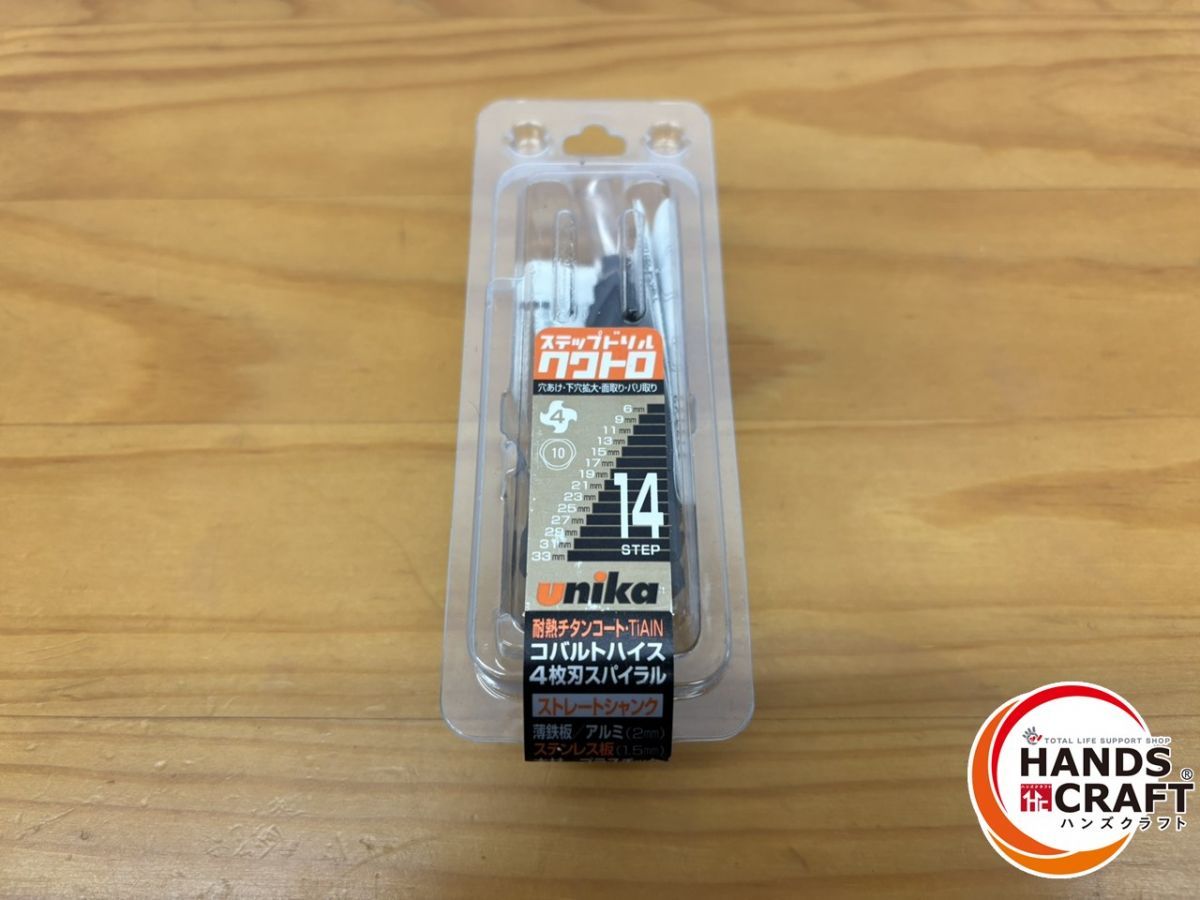 ステップドリル
クワトロ
穴あけ・下穴拡大・面取り・バリ取り
4
10
6mm
9mm
11mm
13mm
15mm
17mm
19mm
21mm
23mm
25mm
27mm
29mm
31mm
33mm
14
STEP
unika
耐熱チタンコート・TiAlN
コバルトハイス
4枚刃スパイラル
ストレートシャンク
薄鉄板/アルミ(2mm)
ステンレス板(1.5mm)
TOTAL LIFE SUPPORT SHOP
HANDS
CRAFT®
ハンズクラフト